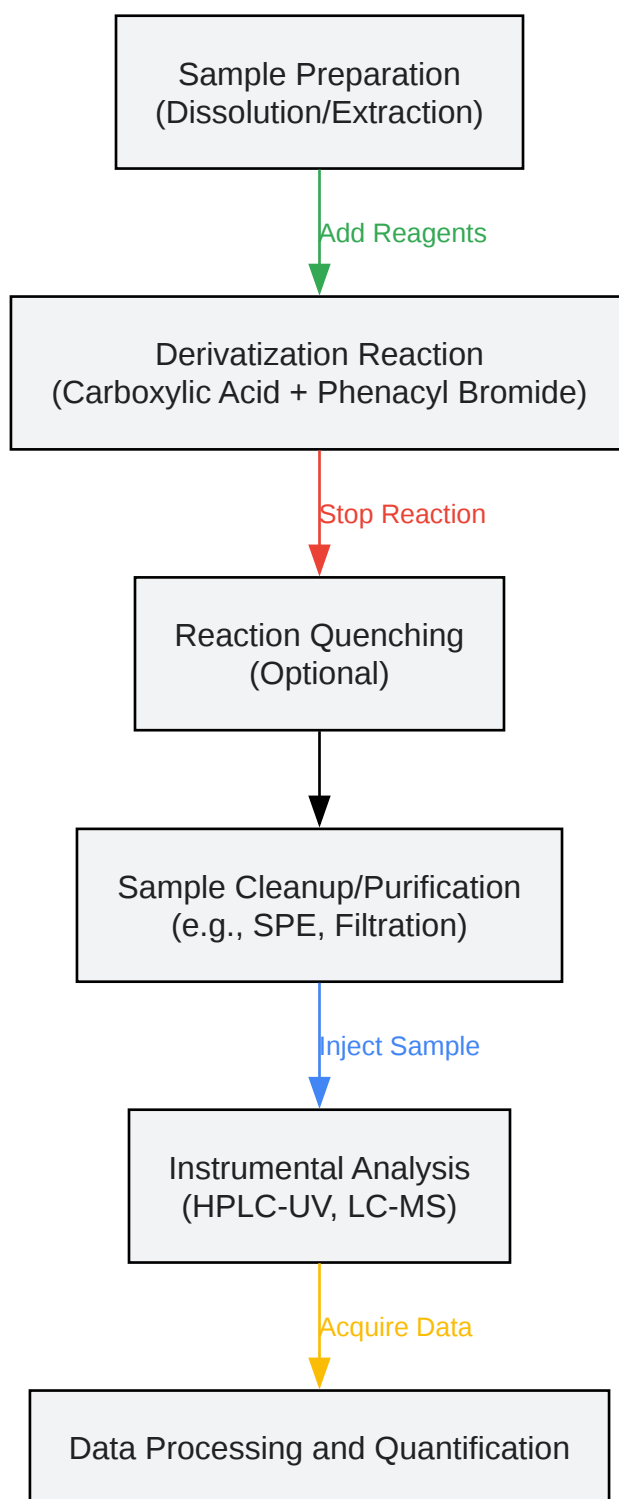 Sample Preparation
(Dissolution/Extraction)
Add Reagents
Derivatization Reaction
(Carboxylic Acid + Phenacyl Bromide)
Stop Reaction
Reaction Quenching
(Optional)
Sample Cleanup/Purification
(e.g., SPE, Filtration)
Inject Sample
Instrumental Analysis
(HPLC-UV, LC-MS)
Acquire Data
Data Processing and Quantification